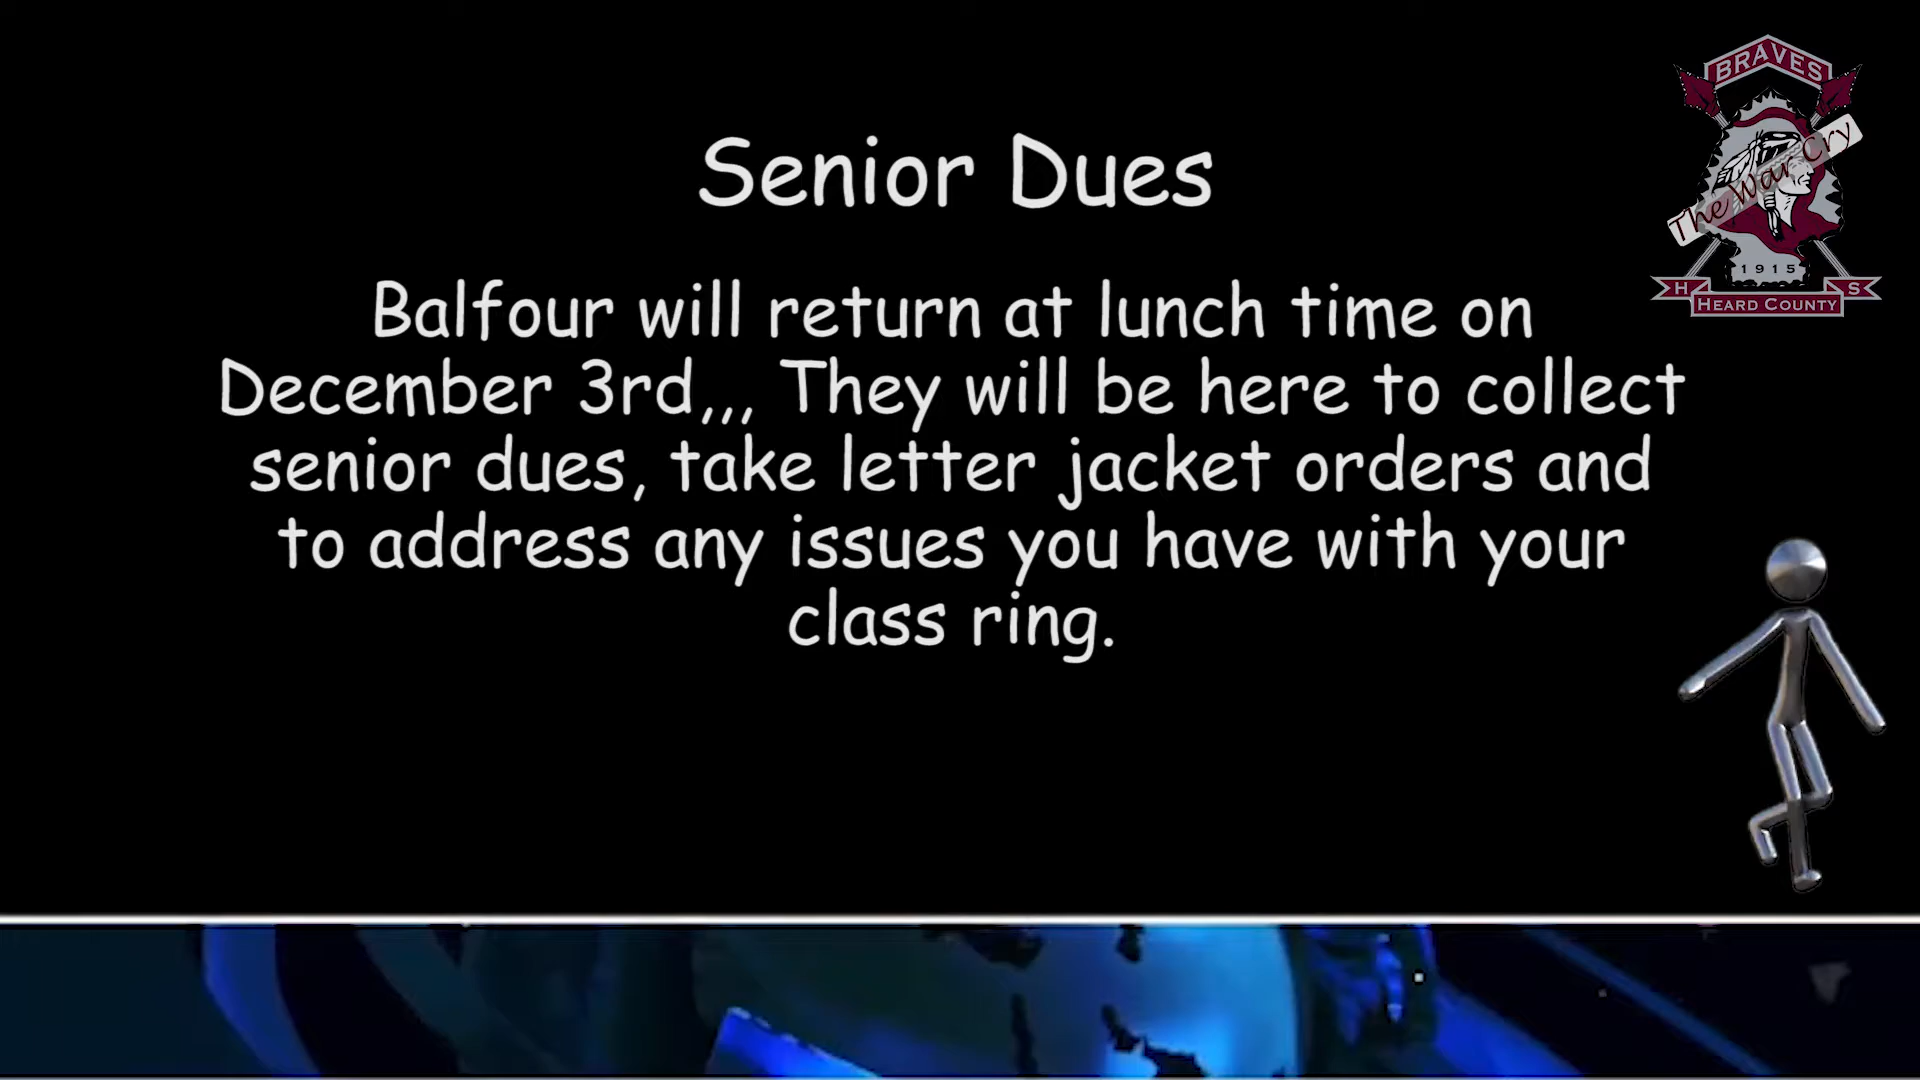 BRAVES
The War Cry
1915
H S
HEARD COUNTY
Senior Dues
Balfour will return at lunch time on
December 3rd,,, They will be here to collect
senior dues, take letter jacket orders and
to address any issues you have with your
class ring.